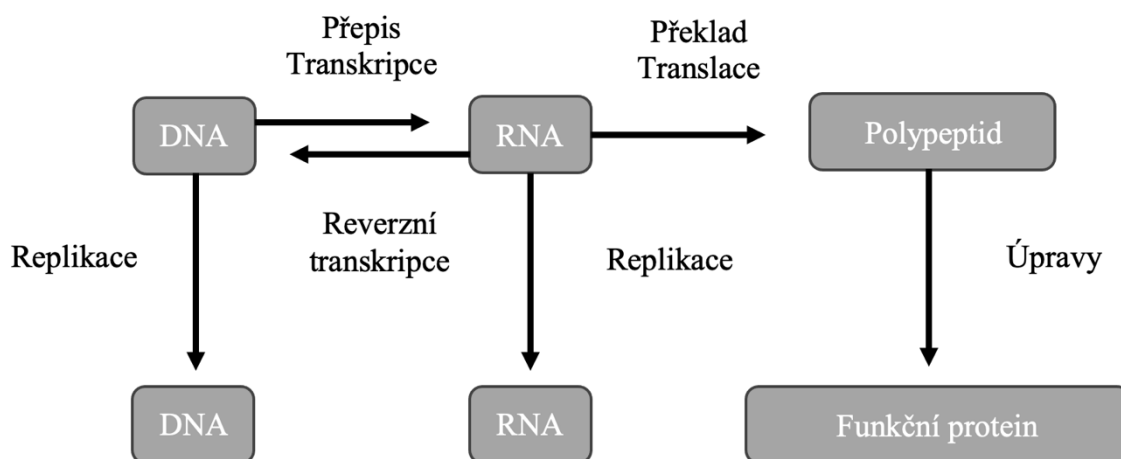 Přepis
Transkripce
Překlad
Translace
DNA
RNA
Polypeptid
Replikace
Reverzní
transkripce
Replikace
Úpravy
DNA
RNA
Funkční protein